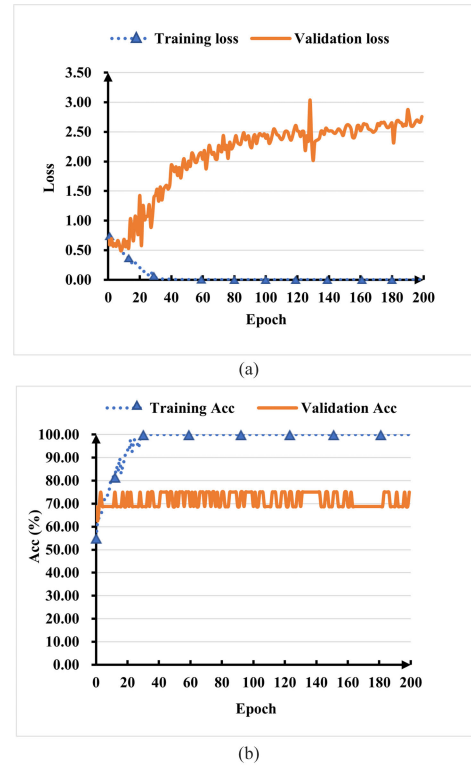 Training loss Validation loss
3.50
3.00
2.50
2.00
1.50
1.00
0.50
0.00
Loss
0 20 40 60 80 100 120 140 160 180 200
Epoch
(a)
Training Acc Validation Acc
100.00
90.00
80.00
70.00
60.00
50.00
40.00
30.00
20.00
10.00
0.00
Acc (%)
0 20 40 60 80 100 120 140 160 180 200
Epoch
(b)